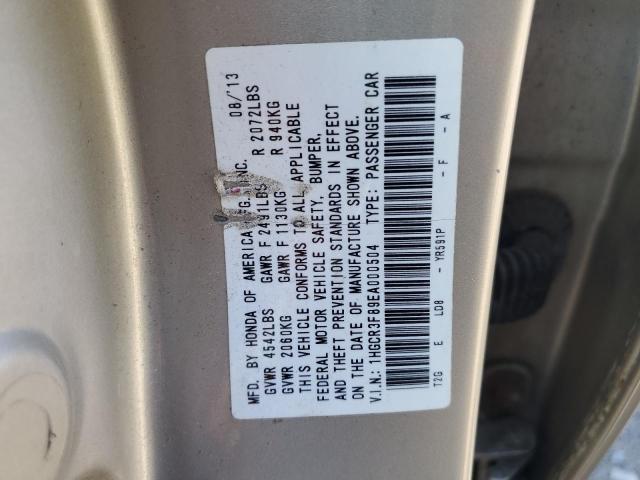 MFD. BY HONDA OF AMERICA MFG., INC. 08/'13
GVWR 4542LBS GAWR F 2491LBS R 2072LBS
GVWR 2060KG GAWR F 1130KG R 940KG
THIS VEHICLE CONFORMS TO ALL APPLICABLE
FEDERAL MOTOR VEHICLE SAFETY, BUMPER,
AND THEFT PREVENTION STANDARDS IN EFFECT
ON THE DATE OF MANUFACTURE SHOWN ABOVE.
V.I.N.: 1HGCR3F89EA000504 TYPE: PASSENGER CAR
T2G E LD8 - YR591P - F - A